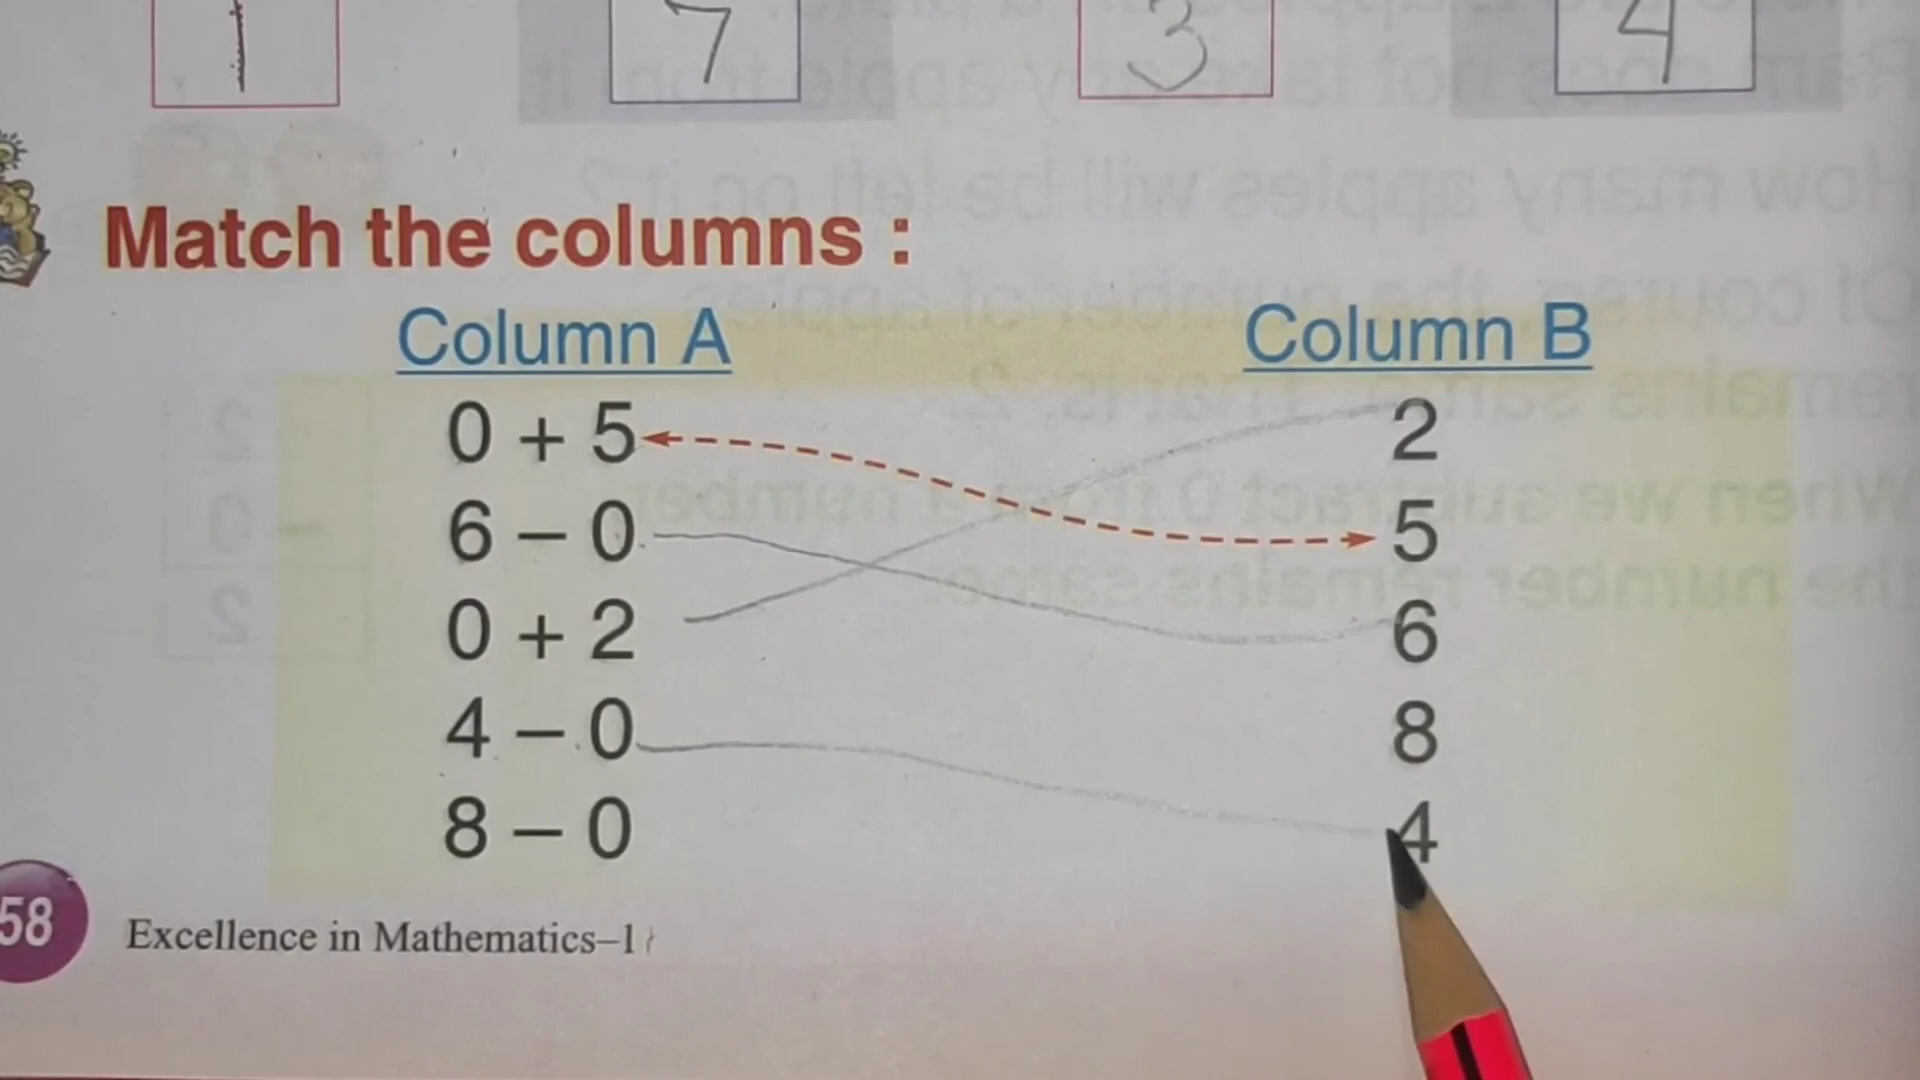 1 7 3 4
Match the columns :
Column A Column B
0 + 5 2
6 – 0 5
0 + 2 6
4 – 0 8
8 – 0 4
58 Excellence in Mathematics–1